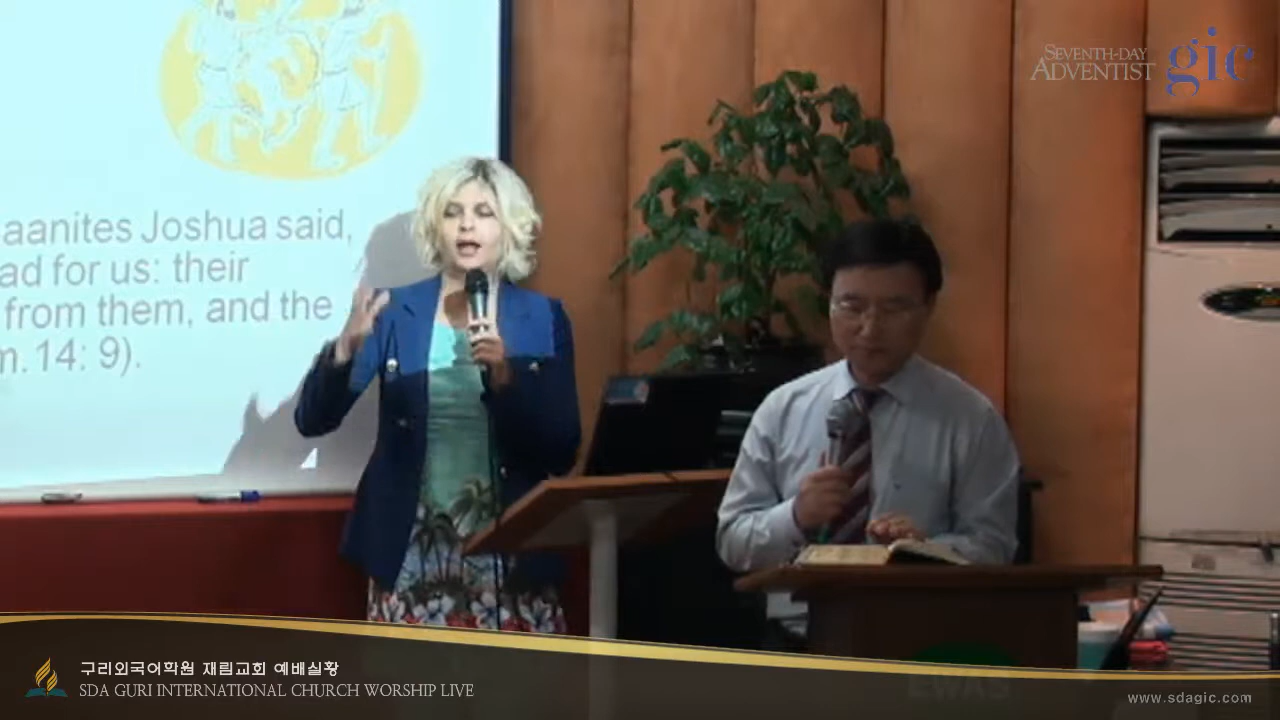 SEVENTH-DAY
ADVENTIST gic
aanites Joshua said,
ad for us: their
from them, and the
m. 14: 9).
구리외국어학원 재림교회 예배실황
SDA GURI INTERNATIONAL CHURCH WORSHIP LIVE
www.sdagic.com